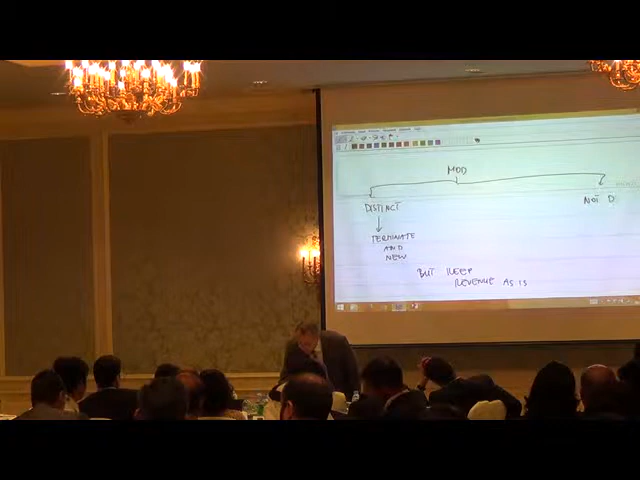 MOD
DISTINCT
NOT D
TERMINATE
AND
NEW
BUT KEEP
REVENUE AS IS